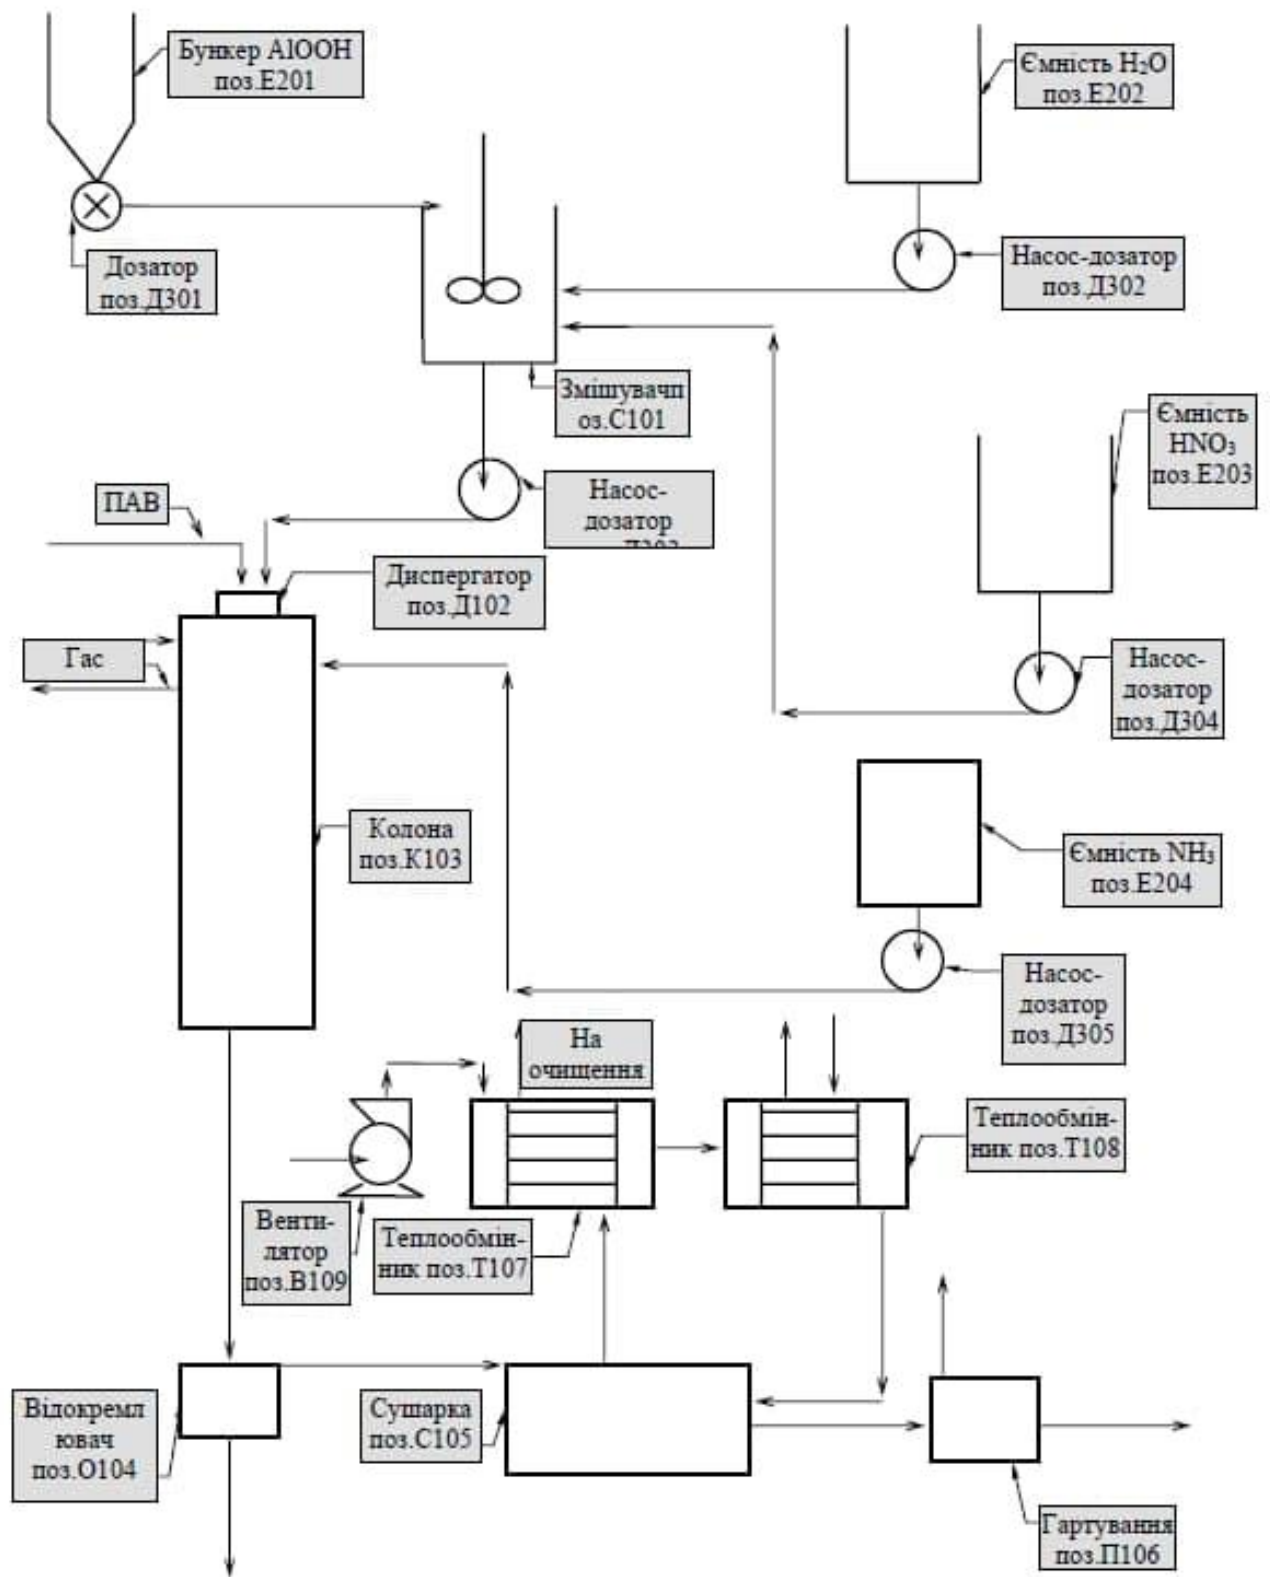 Бункер AlOOH
поз.Е201
Ємність H₂O
поз.Е202
Дозатор
поз.Д301
Насос-дозатор
поз.Д302
Змішувачп
оз.С101
Ємність
HNO₃
поз.Е203
ПАВ
Насос-
дозатор
Диспергатор
поз.Д102
Гас
Насос-
дозатор
поз.Д304
Колона
поз.К103
Ємність NH₃
поз.Е204
Насос-
дозатор
поз.Д305
На
очищення
Теплообмін-
ник поз.Т108
Венти-
лятор
поз.В109
Теплообмін-
ник поз.Т107
Відокремл
ювач
поз.О104
Сушарка
поз.С105
Гартування
поз.П106